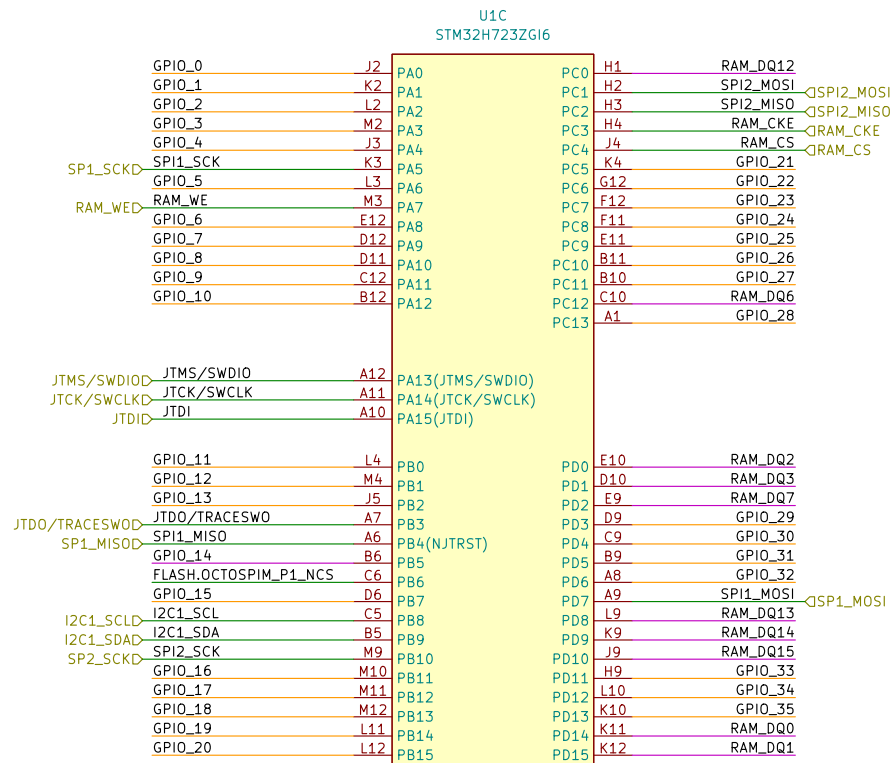 U1C
STM32H723ZGI6
GPIO_0 J2 PA0 PC0 H1 RAM_DQ12
GPIO_1 K2 PA1 PC1 H2 SPI2_MOSI SPI2_MOSI
GPIO_2 L2 PA2 PC2 H3 SPI2_MISO SPI2_MISO
GPIO_3 M2 PA3 PC3 H4 RAM_CKE RAM_CKE
GPIO_4 J3 PA4 PC4 J4 RAM_CS RAM_CS
SP1_SCK SPI1_SCK K3 PA5 PC5 K4 GPIO_21
GPIO_5 L3 PA6 PC6 G12 GPIO_22
RAM_WE RAM_WE M3 PA7 PC7 F12 GPIO_23
GPIO_6 E12 PA8 PC8 F11 GPIO_24
GPIO_7 D12 PA9 PC9 E11 GPIO_25
GPIO_8 D11 PA10 PC10 B11 GPIO_26
GPIO_9 C12 PA11 PC11 B10 GPIO_27
GPIO_10 B12 PA12 PC12 C10 RAM_DQ6
PC13 A1 GPIO_28
JTMS/SWDIO JTMS/SWDIO A12 PA13(JTMS/SWDIO)
JTCK/SWCLK JTCK/SWCLK A11 PA14(JTCK/SWCLK)
JTDI JTDI A10 PA15(JTDI)
GPIO_11 L4 PB0 PD0 E10 RAM_DQ2
GPIO_12 M4 PB1 PD1 D10 RAM_DQ3
GPIO_13 J5 PB2 PD2 E9 RAM_DQ7
JTDO/TRACESWO JTDO/TRACESWO A7 PB3 PD3 D9 GPIO_29
SP1_MISO SPI1_MISO A6 PB4(NJTRST) PD4 C9 GPIO_30
GPIO_14 B6 PB5 PD5 B9 GPIO_31
FLASH.OCTOSPIM_P1_NCS C6 PB6 PD6 A8 GPIO_32
GPIO_15 D6 PB7 PD7 A9 SPI1_MOSI SP1_MOSI
I2C1_SCL I2C1_SCL C5 PB8 PD8 L9 RAM_DQ13
I2C1_SDA I2C1_SDA B5 PB9 PD9 K9 RAM_DQ14
SP2_SCK SPI2_SCK M9 PB10 PD10 J9 RAM_DQ15
GPIO_16 M10 PB11 PD11 H9 GPIO_33
GPIO_17 M11 PB12 PD12 L10 GPIO_34
GPIO_18 M12 PB13 PD13 K10 GPIO_35
GPIO_19 L11 PB14 PD14 K11 RAM_DQ0
GPIO_20 L12 PB15 PD15 K12 RAM_DQ1